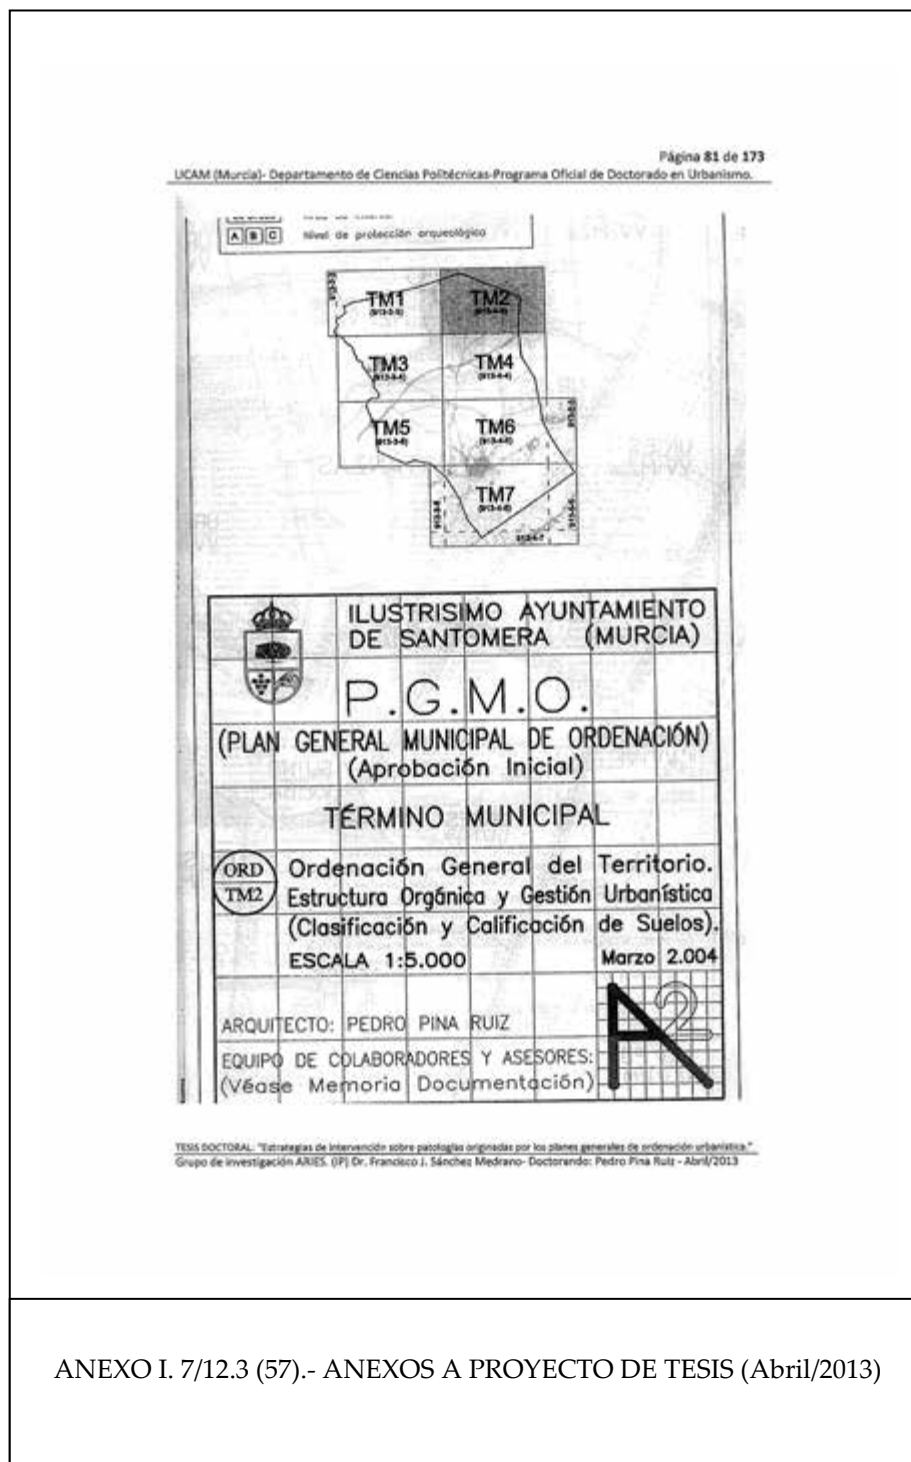 Página 81 de 173
UCAM (Murcia)- Departamento de Ciencias Politécnicas-Programa Oficial de Doctorado en Urbanismo.
A B C Nivel de protección arqueológico
TM1
TM2
TM3
TM4
(913-4-4)
TM5
TM6
TM7
ILUSTRISIMO AYUNTAMIENTO
DE SANTOMERA (MURCIA)
P.G.M.O.
(PLAN GENERAL MUNICIPAL DE ORDENACIÓN)
(Aprobación Inicial)
TÉRMINO MUNICIPAL
ORD
TM2
Ordenación General del Territorio.
Estructura Orgánica y Gestión Urbanística
(Clasificación y Calificación de Suelos).
ESCALA 1:5.000 Marzo 2.004
ARQUITECTO: PEDRO PINA RUIZ
EQUIPO DE COLABORADORES Y ASESORES:
(Véase Memoria Documentación)
A2
TESIS DOCTORAL: "Estrategias de intervención sobre patologías originadas por los planes generales de ordenación urbanística."
Grupo de investigación ARIES. (IP) Dr. Francisco J. Sánchez Medrano- Doctorando: Pedro Pina Ruiz - Abril/2013
ANEXO I. 7/12.3 (57).- ANEXOS A PROYECTO DE TESIS (Abril/2013)